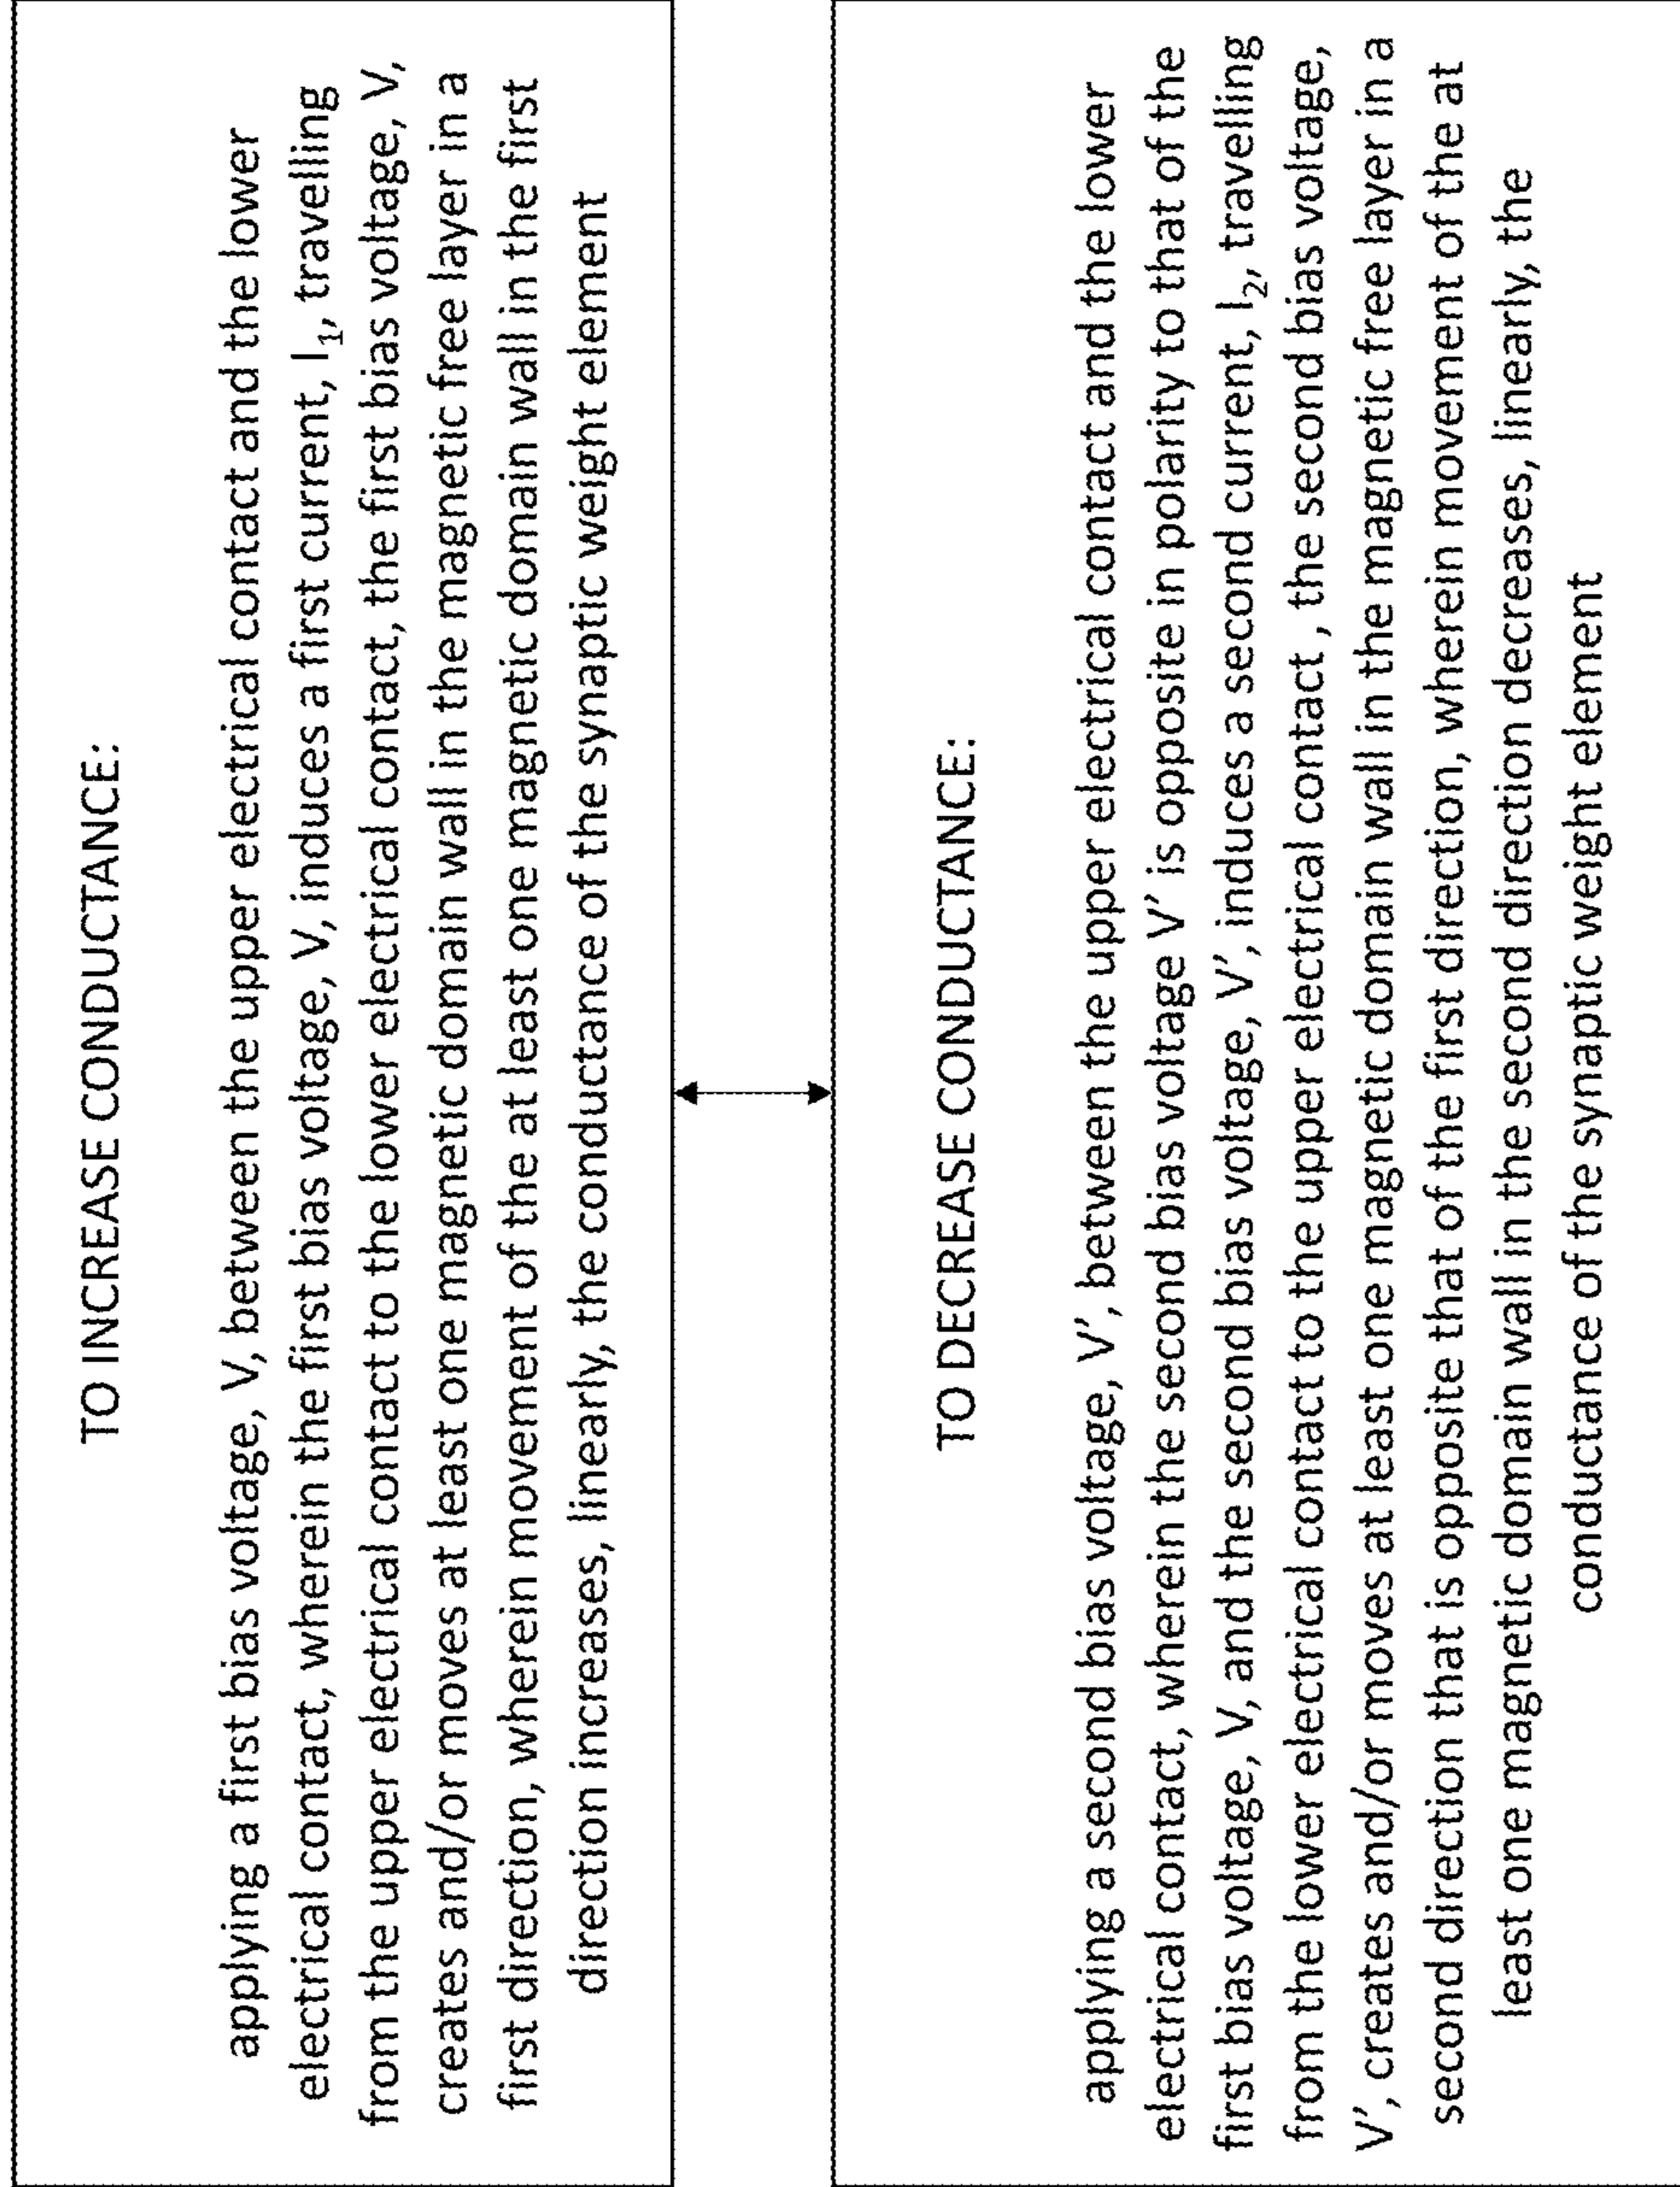 TO INCREASE CONDUCTANCE:
applying a first bias voltage, V, between the upper electrical contact and the lower
electrical contact, wherein the first bias voltage, V, induces a first current, I₁, travelling
from the upper electrical contact to the lower electrical contact, the first bias voltage, V,
creates and/or moves at least one magnetic domain wall in the magnetic free layer in a
first direction, wherein movement of the at least one magnetic domain wall in the first
direction increases, linearly, the conductance of the synaptic weight element
TO DECREASE CONDUCTANCE:
applying a second bias voltage, V', between the upper electrical contact and the lower
electrical contact, wherein the second bias voltage V' is opposite in polarity to that of the
first bias voltage, V, and the second bias voltage, V', induces a second current, I₂, travelling
from the lower electrical contact to the upper electrical contact , the second bias voltage,
V', creates and/or moves at least one magnetic domain wall in the magnetic free layer in a
second direction that is opposite that of the first direction, wherein movement of the at
least one magnetic domain wall in the second direction decreases, linearly, the
conductance of the synaptic weight element